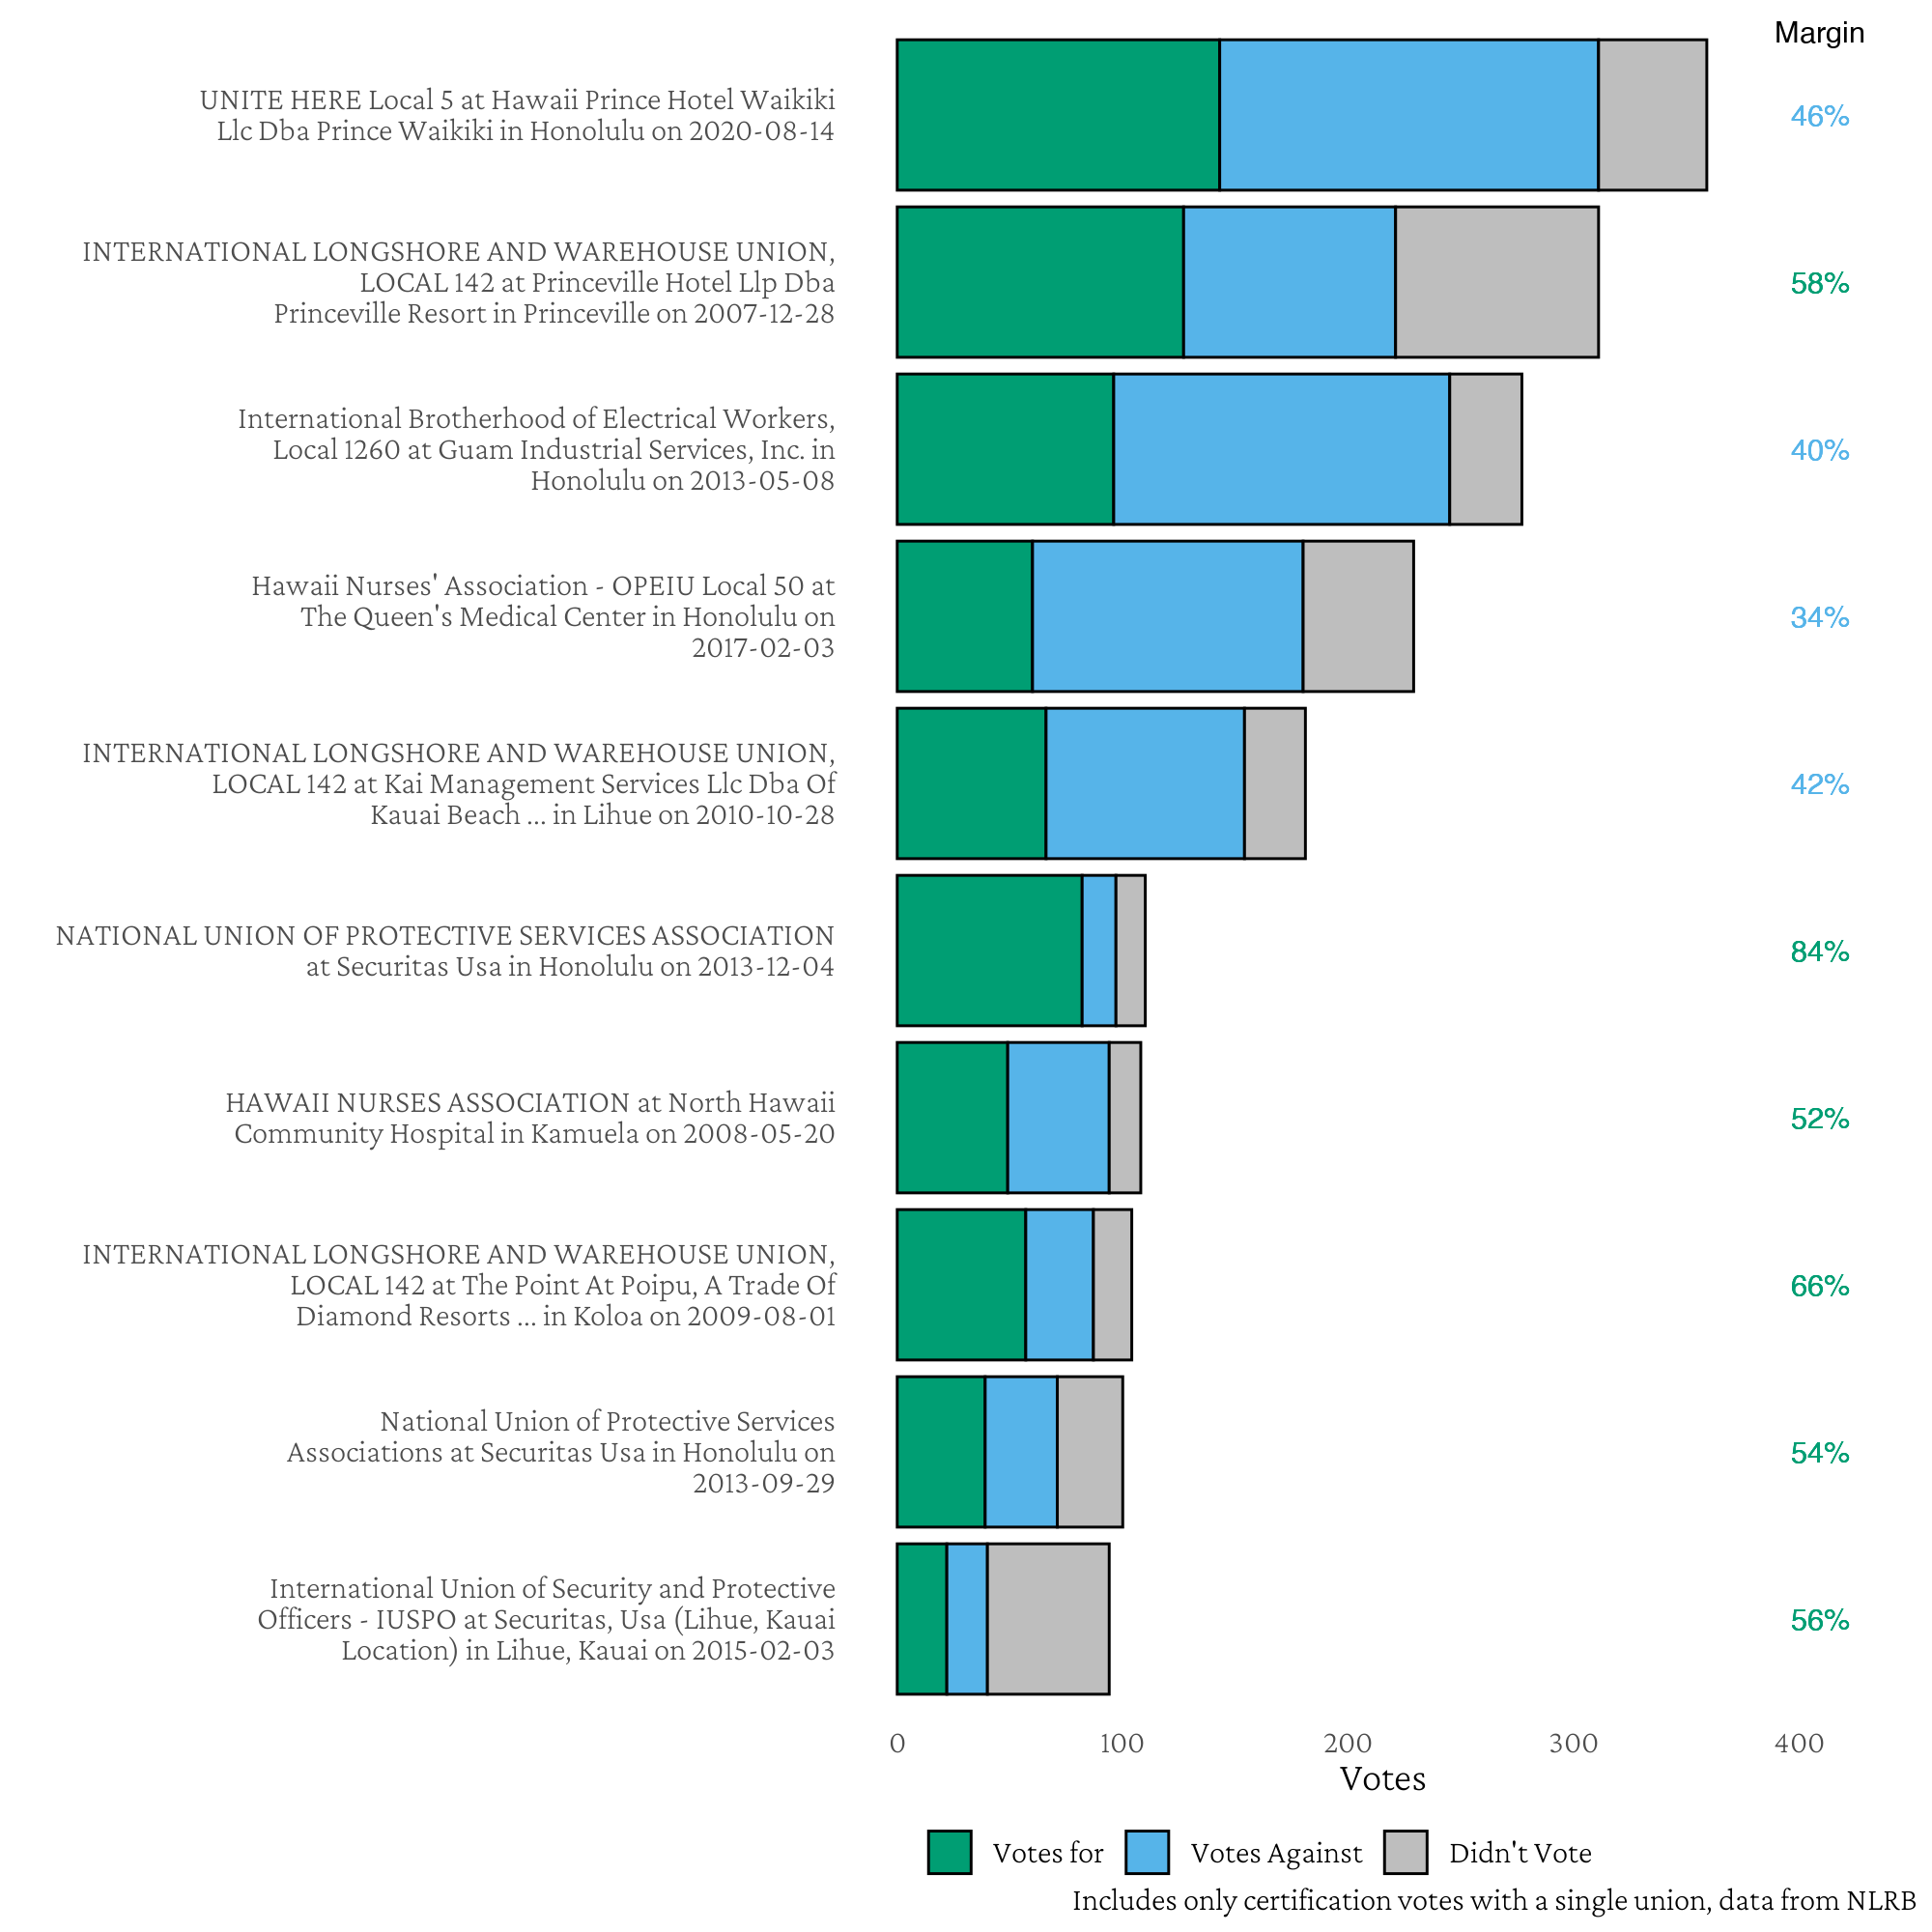 Margin
UNITE HERE Local 5 at Hawaii Prince Hotel Waikiki
Llc Dba Prince Waikiki in Honolulu on 2020-08-14
46%
INTERNATIONAL LONGSHORE AND WAREHOUSE UNION,
LOCAL 142 at Princeville Hotel Llp Dba
Princeville Resort in Princeville on 2007-12-28
58%
International Brotherhood of Electrical Workers,
Local 1260 at Guam Industrial Services, Inc. in
Honolulu on 2013-05-08
40%
Hawaii Nurses' Association - OPEIU Local 50 at
The Queen's Medical Center in Honolulu on
2017-02-03
34%
INTERNATIONAL LONGSHORE AND WAREHOUSE UNION,
LOCAL 142 at Kai Management Services Llc Dba Of
Kauai Beach ... in Lihue on 2010-10-28
42%
NATIONAL UNION OF PROTECTIVE SERVICES ASSOCIATION
at Securitas Usa in Honolulu on 2013-12-04
84%
HAWAII NURSES ASSOCIATION at North Hawaii
Community Hospital in Kamuela on 2008-05-20
52%
INTERNATIONAL LONGSHORE AND WAREHOUSE UNION,
LOCAL 142 at The Point At Poipu, A Trade Of
Diamond Resorts ... in Koloa on 2009-08-01
66%
National Union of Protective Services
Associations at Securitas Usa in Honolulu on
2013-09-29
54%
International Union of Security and Protective
Officers - IUSPO at Securitas, Usa (Lihue, Kauai
Location) in Lihue, Kauai on 2015-02-03
56%
0 100 200 300 400
Votes
Votes for Votes Against Didn't Vote
Includes only certification votes with a single union, data from NLRB